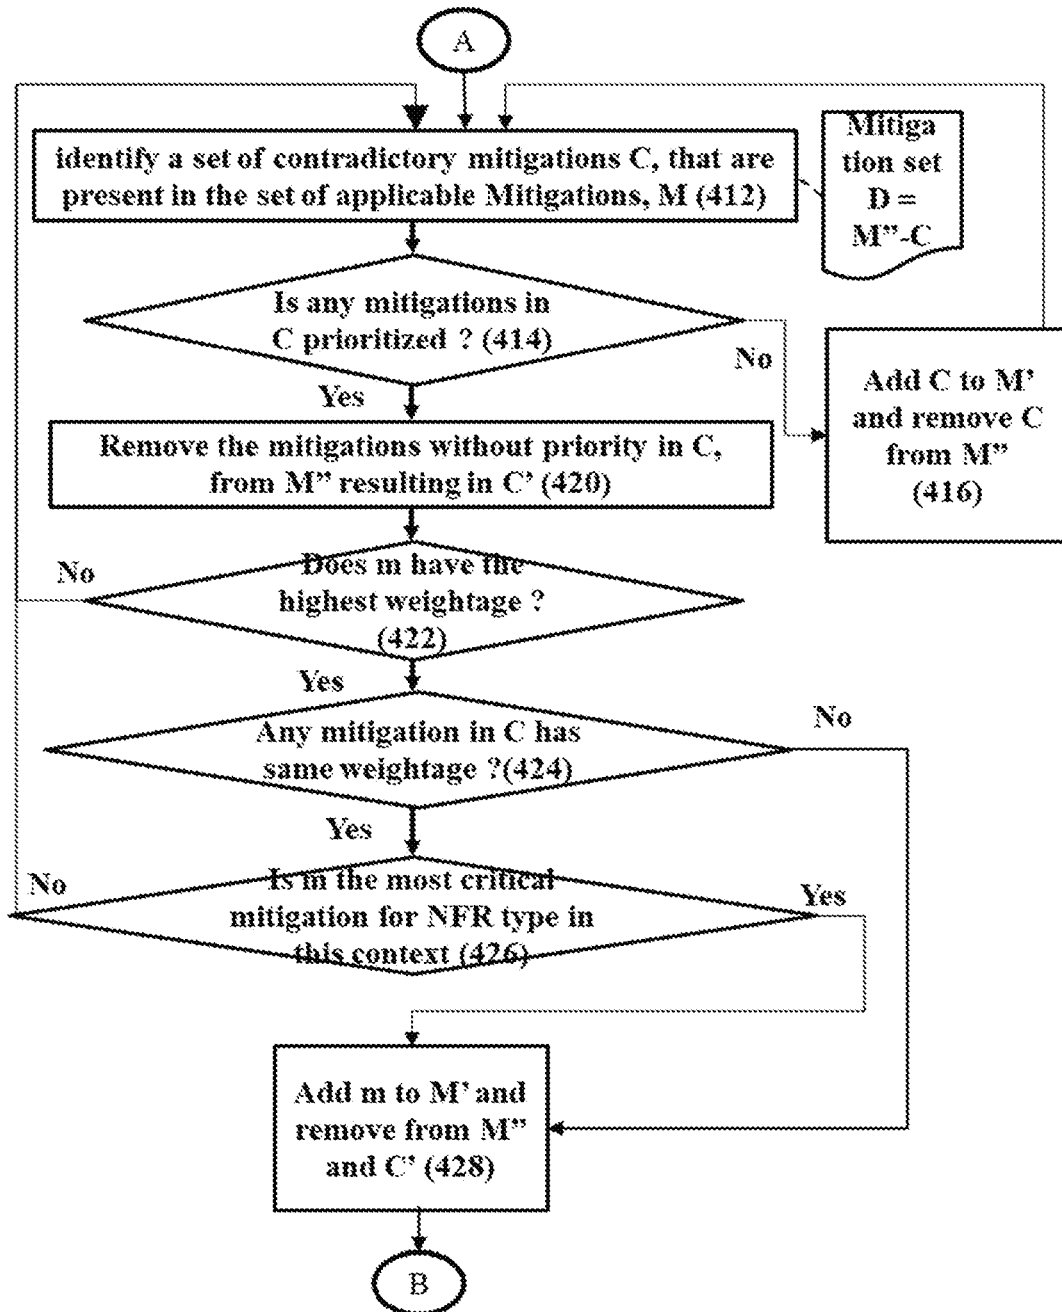 A
identify a set of contradictory mitigations C, that are
present in the set of applicable Mitigations, M (412)
Mitiga
tion set
D =
M”-C
Is any mitigations in
C prioritized ? (414)
No
Yes
Add C to M’
and remove C
from M”
(416)
Remove the mitigations without priority in C,
from M” resulting in C’ (420)
No
Does m have the
highest weightage ?
(422)
Yes
No
Any mitigation in C has
same weightage ?(424)
Yes
No
Is m the most critical
mitigation for NFR type in
this context (426)
Yes
Add m to M’ and
remove from M”
and C’ (428)
B